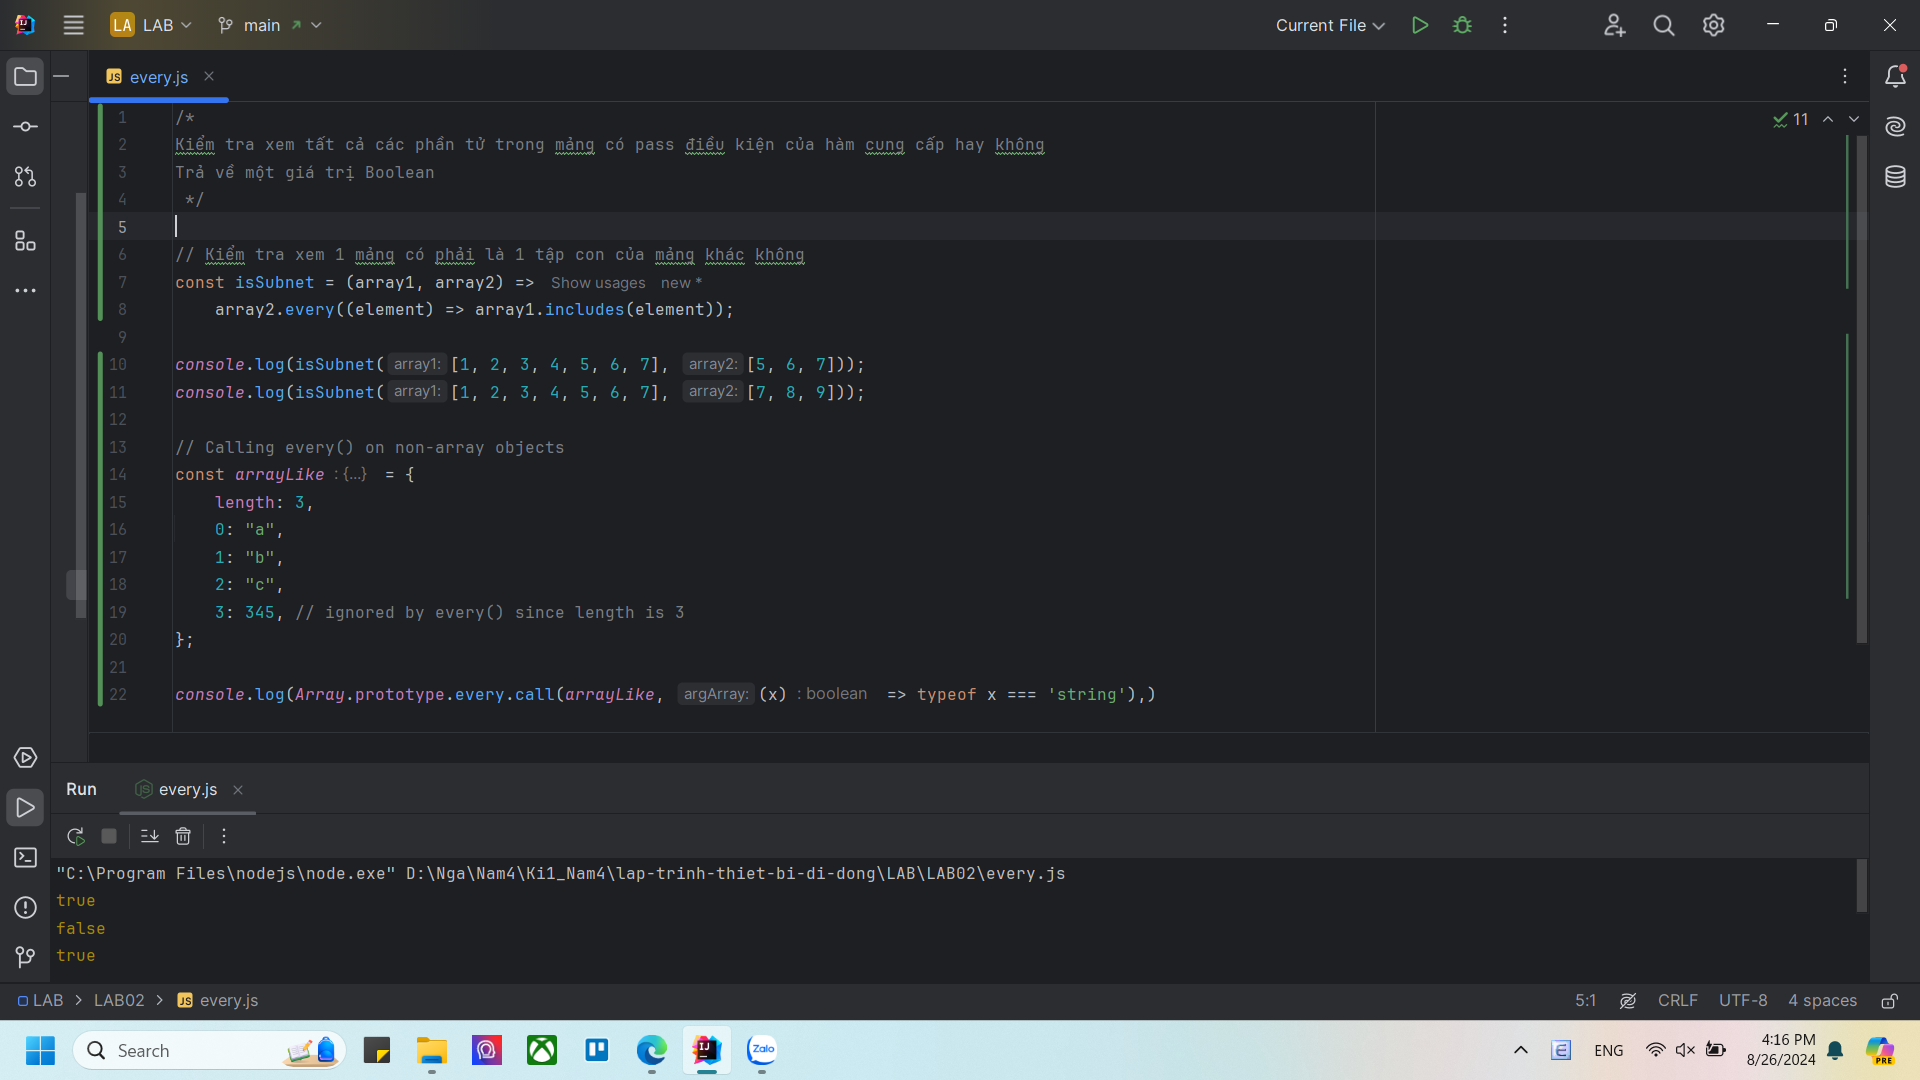 LA LAB main Current File
every.js
11
1 /*
2 Kiểm tra xem tất cả các phần tử trong mảng có pass điều kiện của hàm cung cấp hay không
3 Trả về một giá trị Boolean
4 */
5
6 // Kiểm tra xem 1 mảng có phải là 1 tập con của mảng khác không
7 const isSubnet = (array1, array2) => Show usages new *
8 array2.every((element) => array1.includes(element));
9
10 console.log(isSubnet( array1: [1, 2, 3, 4, 5, 6, 7], array2: [5, 6, 7]));
11 console.log(isSubnet( array1: [1, 2, 3, 4, 5, 6, 7], array2: [7, 8, 9]));
12
13 // Calling every() on non-array objects
14 const arrayLike : {...} = {
15 length: 3,
16 0: "a",
17 1: "b",
18 2: "c",
19 3: 345, // ignored by every() since length is 3
20 };
21
22 console.log(Array.prototype.every.call(arrayLike, argArray: (x) : boolean => typeof x === 'string'),)
Run every.js
"C:\Program Files\nodejs\node.exe" D:\Nga\Nam4\Ki1_Nam4\lap-trinh-thiet-bi-di-dong\LAB\LAB02\every.js
true
false
true
LAB > LAB02 > JS every.js 5:1 CRLF UTF-8 4 spaces
Search Zalo ENG 4:16 PM
8/26/2024 PRE